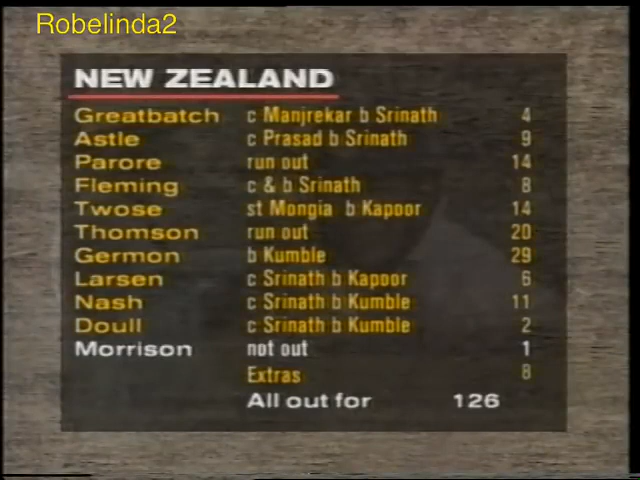 Robelinda2
NEW ZEALAND
Greatbatch c Manjrekar b Srinath 4
Astle c Prasad b Srinath 9
Parore run out 14
Fleming c & b Srinath 8
Twose st Mongia b Kapoor 14
Thomson run out 20
Germon b Kumble 29
Larsen c Srinath b Kapoor 6
Nash c Srinath b Kumble 11
Doull c Srinath b Kumble 2
Morrison not out 1
Extras 8
All out for 126